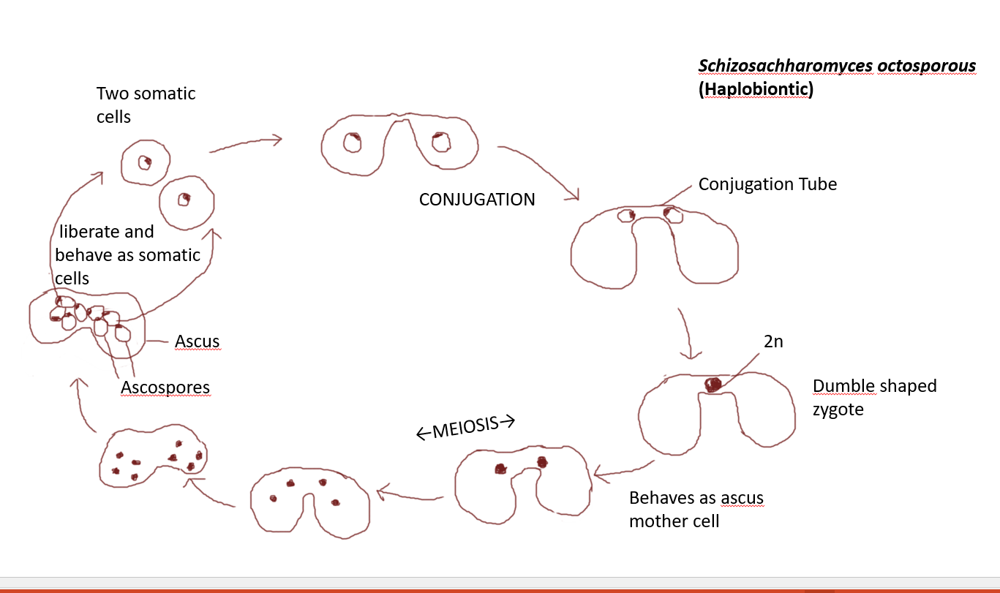 Schizosachharomyces octosporous
(Haplobiontic)
Two somatic
cells
CONJUGATION
Conjugation Tube
2n
Dumble shaped
zygote
Behaves as ascus
mother cell
←MEIOSIS→
Ascospores
Ascus
liberate and
behave as somatic
cells